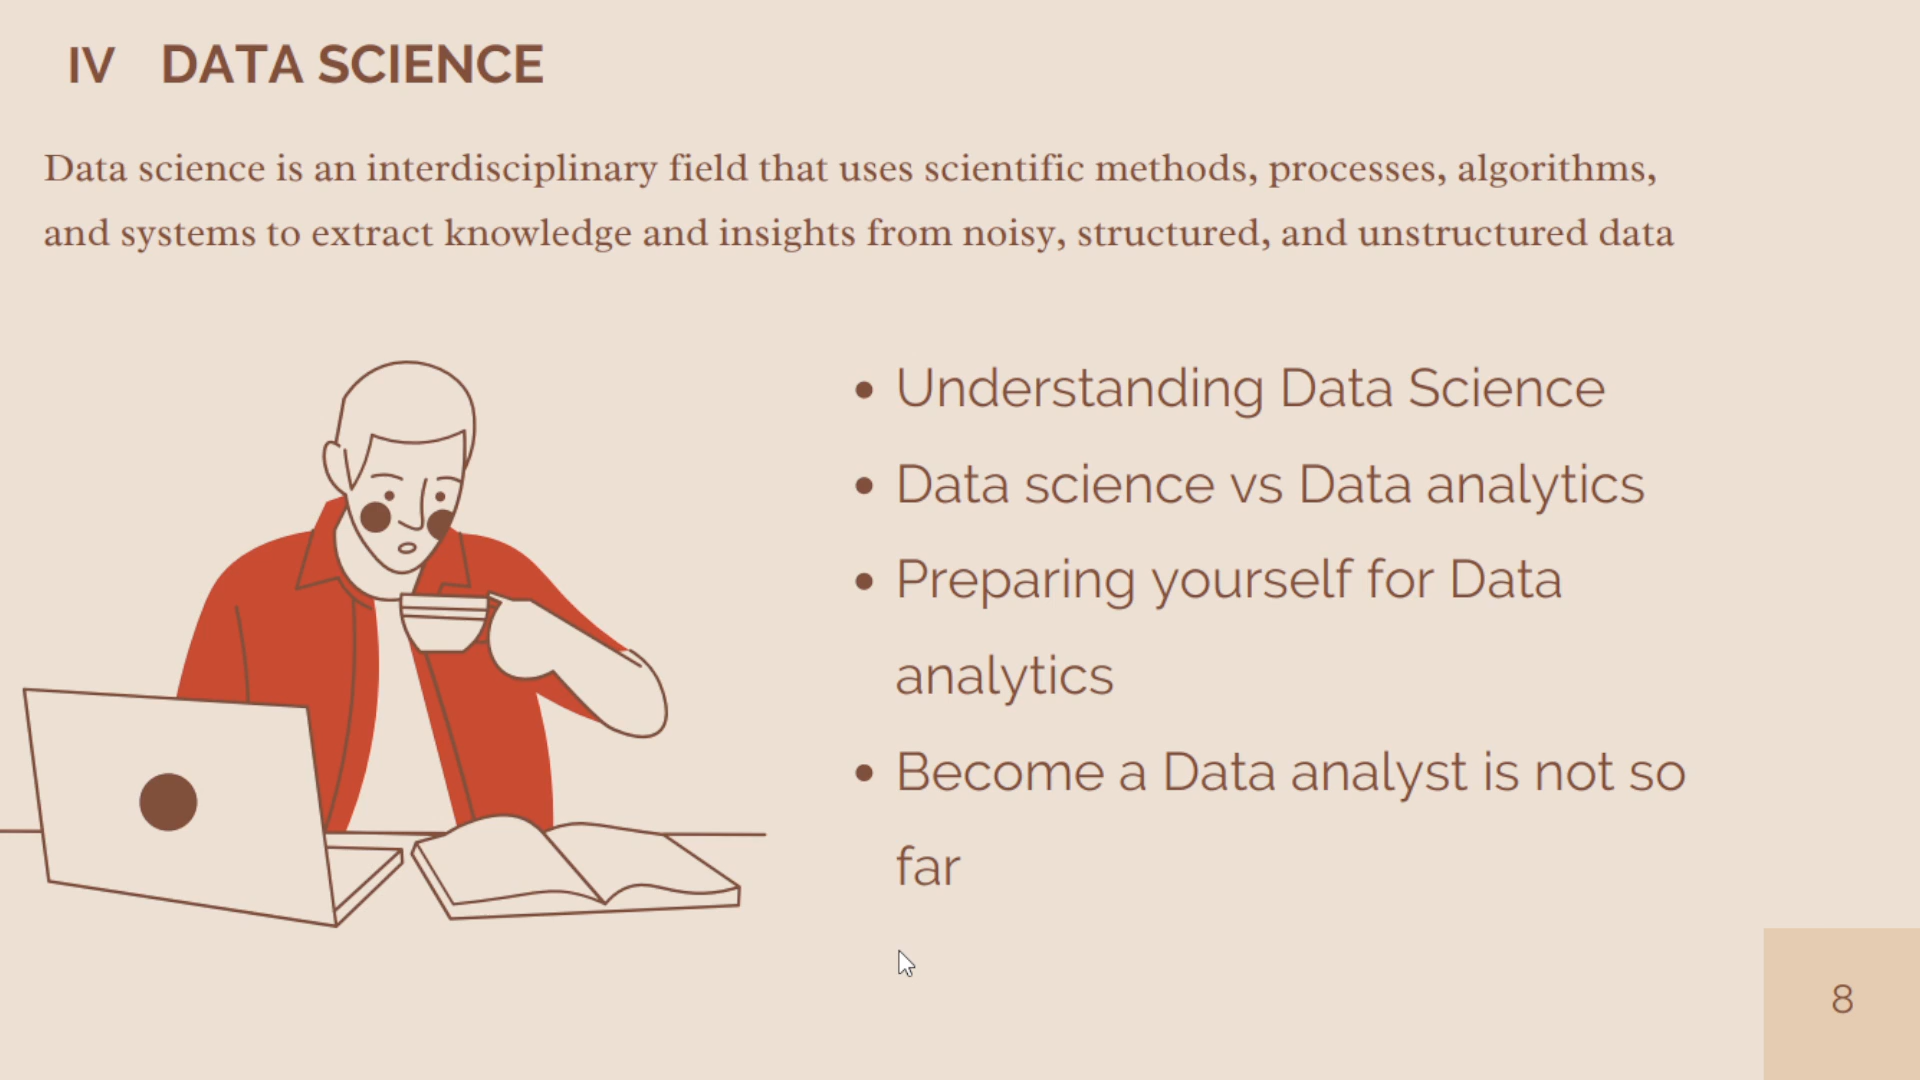 IV DATA SCIENCE
Data science is an interdisciplinary field that uses scientific methods, processes, algorithms,
and systems to extract knowledge and insights from noisy, structured, and unstructured data
• Understanding Data Science
• Data science vs Data analytics
• Preparing yourself for Data
analytics
• Become a Data analyst is not so
far
8